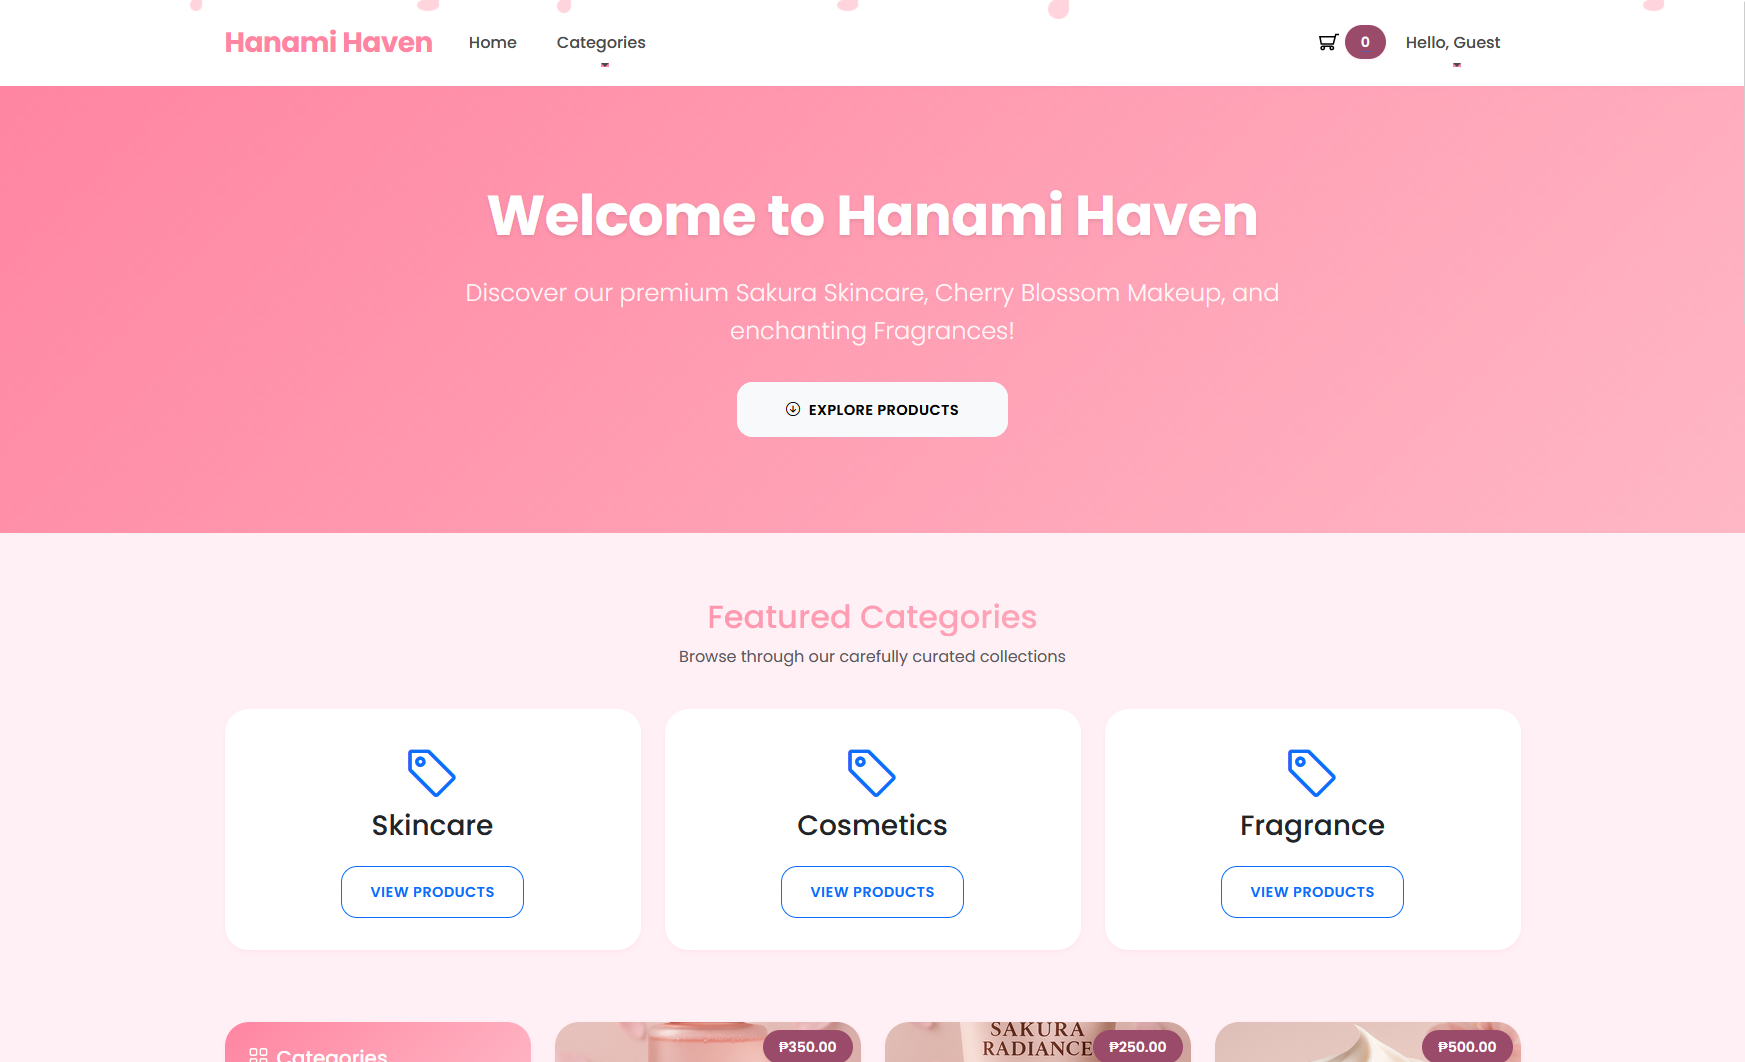 Hanami Haven Home Categories 0 Hello, Guest
Welcome to Hanami Haven
Discover our premium Sakura Skincare, Cherry Blossom Makeup, and
enchanting Fragrances!
EXPLORE PRODUCTS
Featured Categories
Browse through our carefully curated collections
Skincare
VIEW PRODUCTS
Cosmetics
VIEW PRODUCTS
Fragrance
VIEW PRODUCTS
Categories
₱350.00
SAKURA
RADIANCE
₱250.00
₱500.00